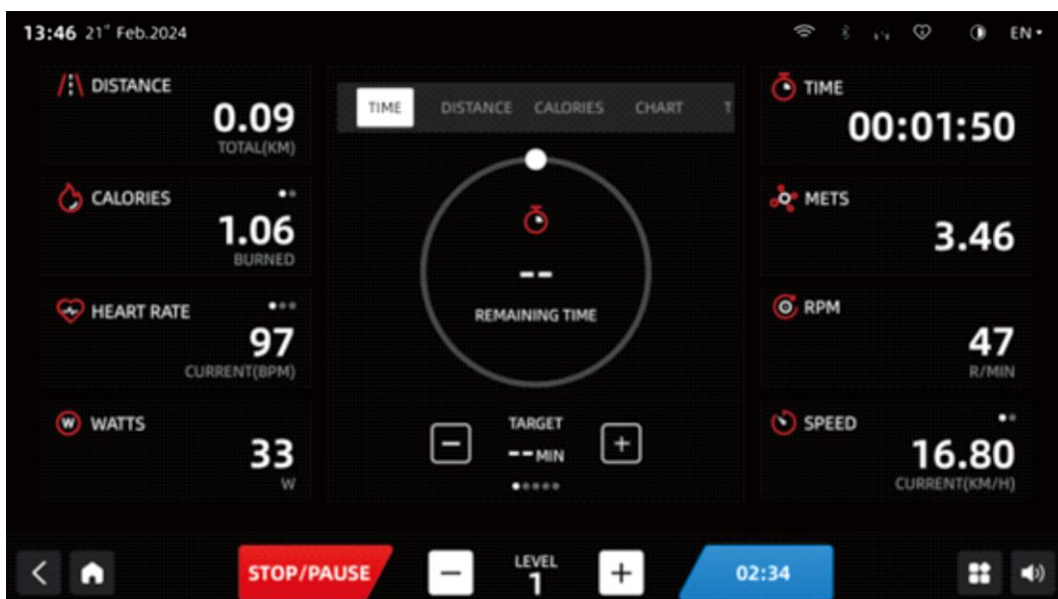 13:46 21st Feb.2024
EN
DISTANCE
0.09
TOTAL(KM)
CALORIES
1.06
BURNED
HEART RATE
97
CURRENT(BPM)
WATTS
33
W
TIME DISTANCE CALORIES CHART T
--
REMAINING TIME
TARGET
--MIN
TIME
00:01:50
METS
3.46
RPM
47
R/MIN
SPEED
16.80
CURRENT(KM/H)
STOP/PAUSE
LEVEL
1
02:34